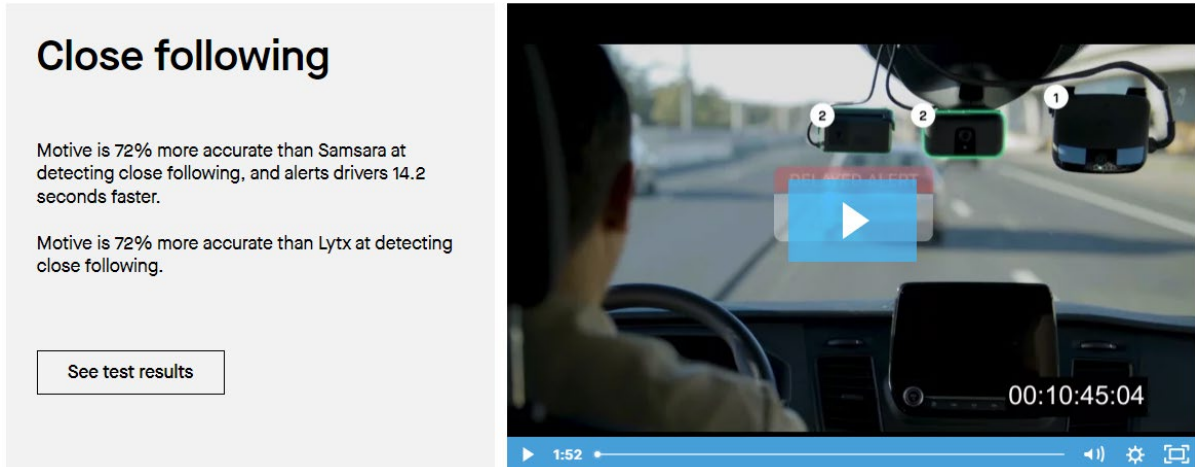 Close following
Motive is 72% more accurate than Samsara at
detecting close following, and alerts drivers 14.2
seconds faster.
Motive is 72% more accurate than Lytx at detecting
close following.
See test results
2
2
1
DELAYED ALERT
00:10:45:04
1:52